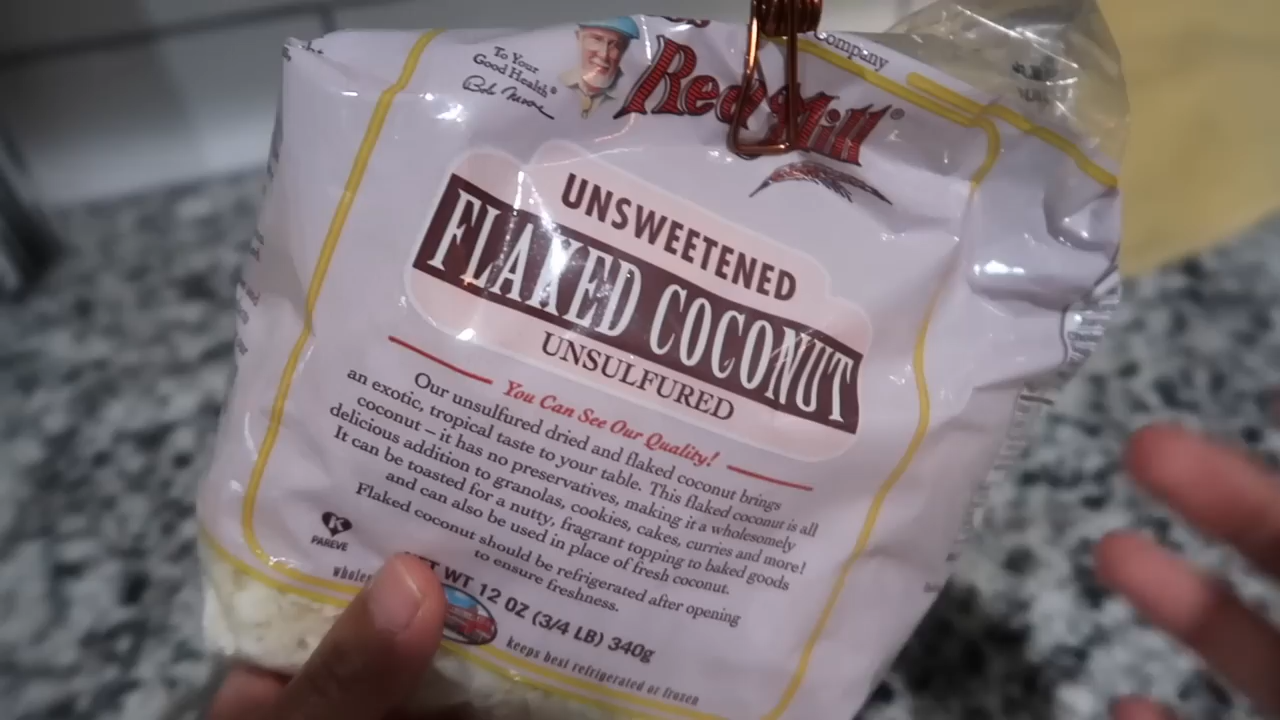 To Your
Good Health®
Bob Moore
Red Mill®
Company
UNSWEETENED
FLAKED COCONUT
UNSULFURED
You Can See Our Quality!
Our unsulfured dried and flaked coconut brings
an exotic, tropical taste to your table. This flaked coconut is all
coconut – it has no preservatives, making it a wholesomely
delicious addition to granolas, cookies, cakes, curries and more!
It can be toasted for a nutty, fragrant topping to baked goods
and can also be used in place of fresh coconut.
Flaked coconut should be refrigerated after opening
to ensure freshness.
K
PAREVE
WT 12 OZ (3/4 LB) 340g
keeps best refrigerated or frozen